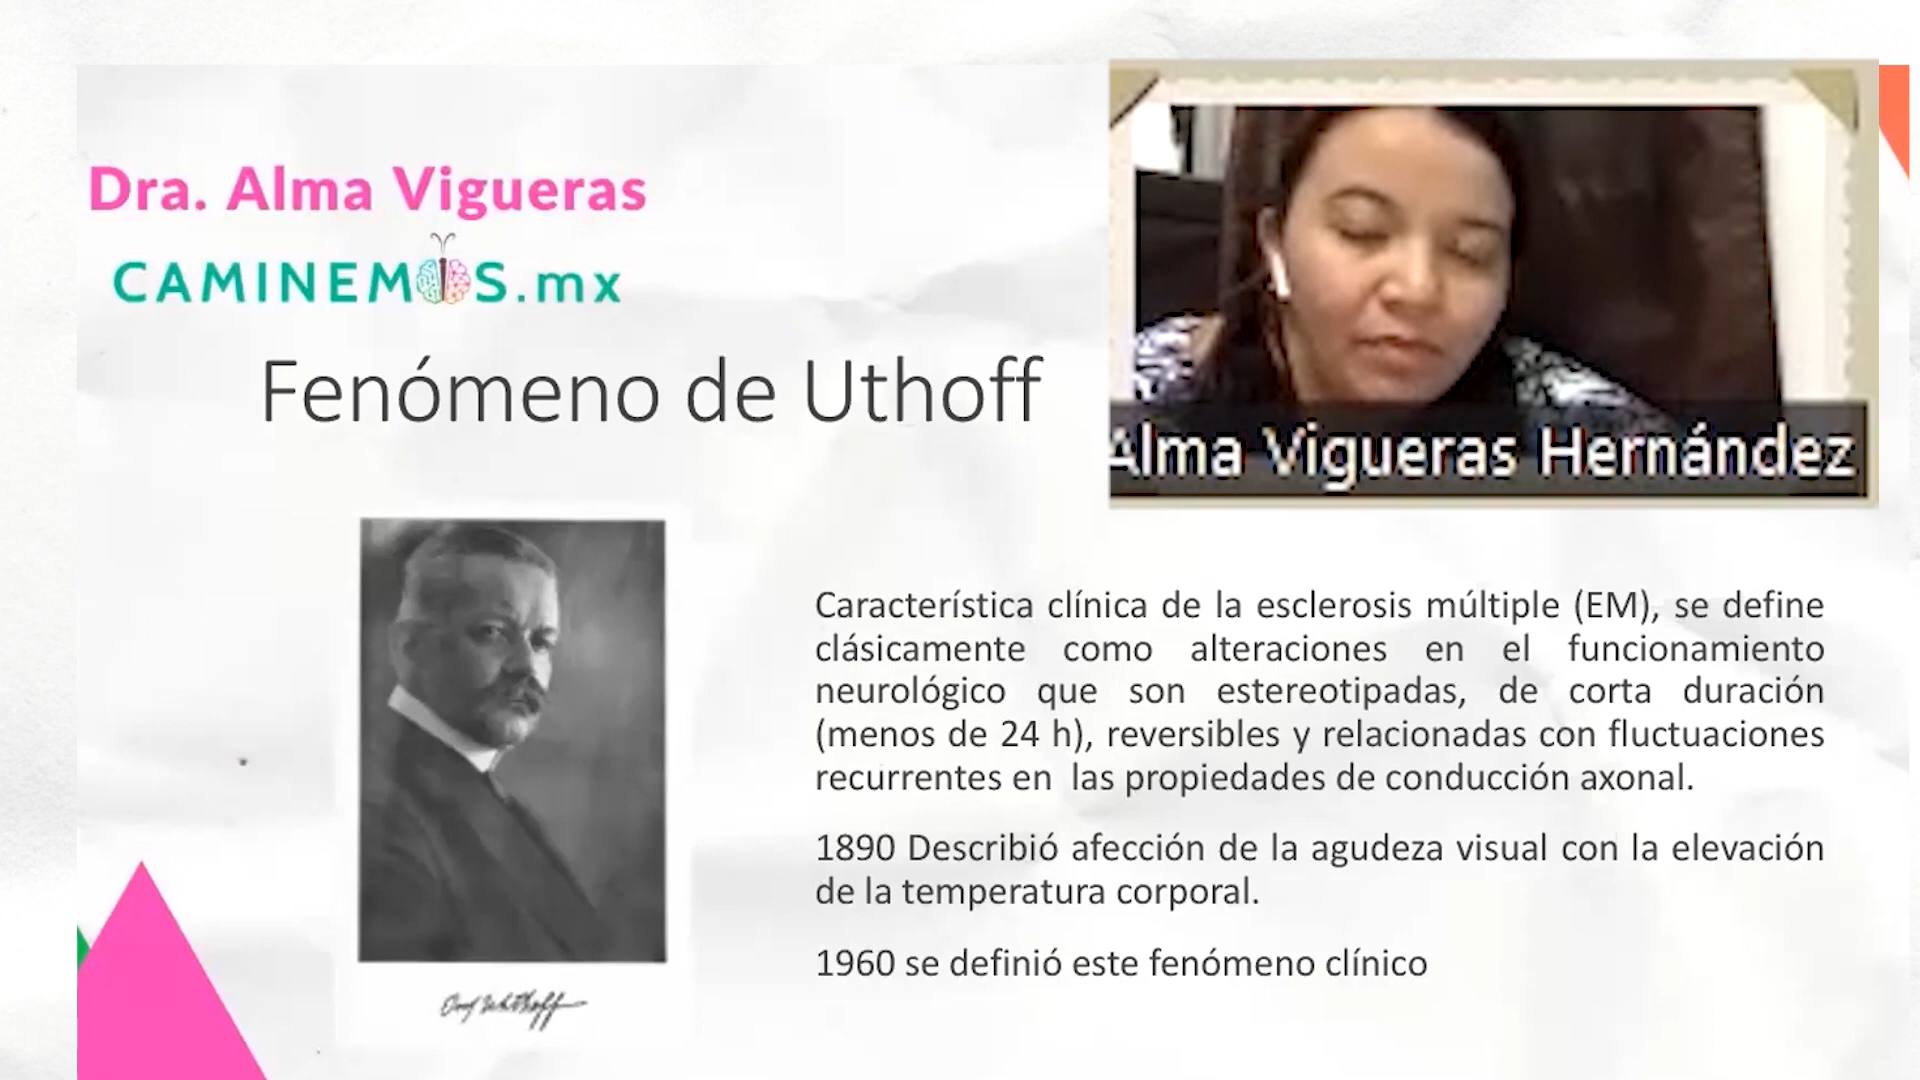 Dra. Alma Vigueras
CAMINEMOS.mx
Fenómeno de Uthoff
Alma Vigueras Hernández
Característica clínica de la esclerosis múltiple (EM), se define
clásicamente como alteraciones en el funcionamiento
neurológico que son estereotipadas, de corta duración
(menos de 24 h), reversibles y relacionadas con fluctuaciones
recurrentes en las propiedades de conducción axonal.
1890 Describió afección de la agudeza visual con la elevación
de la temperatura corporal.
1960 se definió este fenómeno clínico